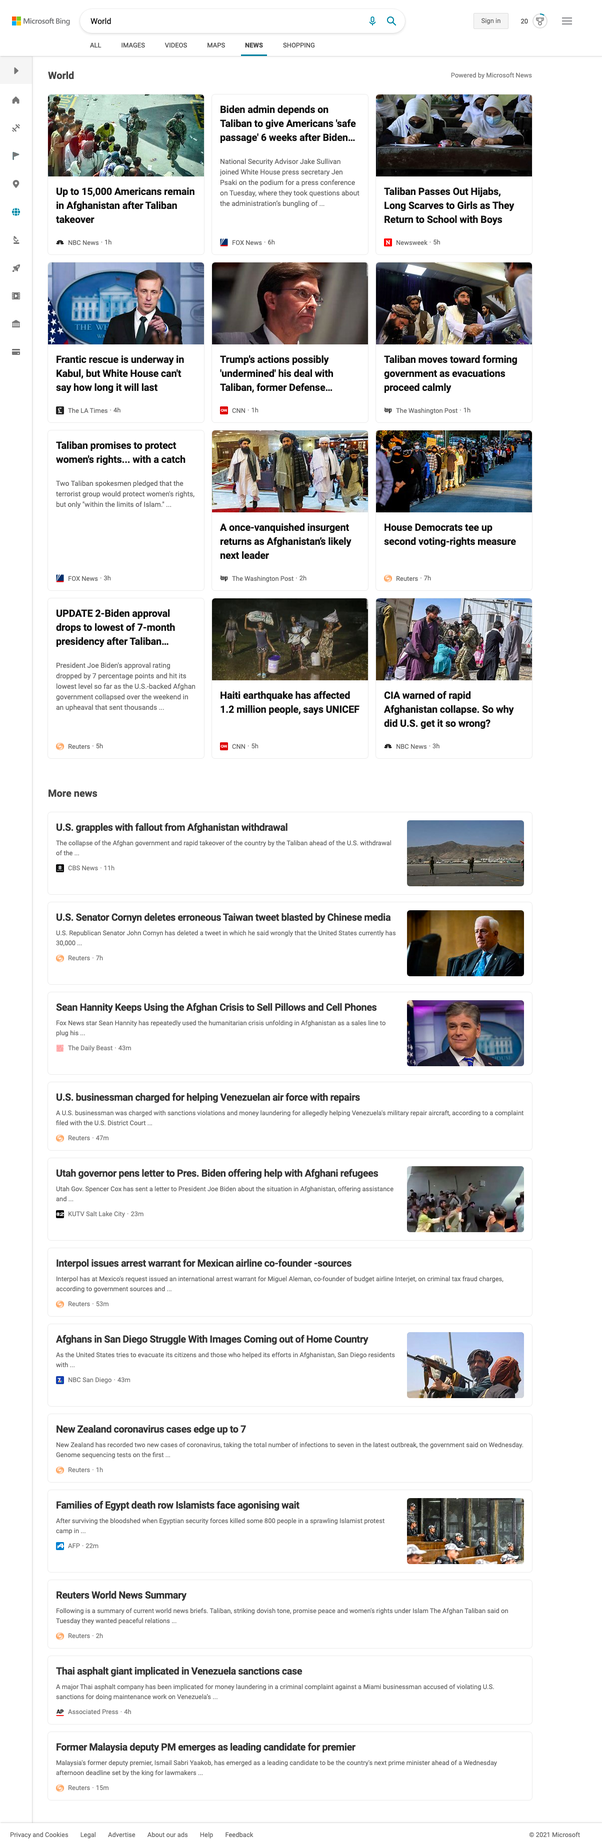 Microsoft Bing
World
Sign in
20
ALL IMAGES VIDEOS MAPS NEWS SHOPPING
World
Powered by Microsoft News
Up to 15,000 Americans remain
in Afghanistan after Taliban
takeover
NBC News · 1h
Biden admin depends on
Taliban to give Americans 'safe
passage' 6 weeks after Biden...
National Security Advisor Jake Sullivan
joined White House press secretary Jen
Psaki on the podium for a press conference
on Tuesday, where they took questions about
the administration's bungling of ...
FOX News · 6h
Taliban Passes Out Hijabs,
Long Scarves to Girls as They
Return to School with Boys
Newsweek · 5h
Frantic rescue is underway in
Kabul, but White House can't
say how long it will last
The LA Times · 4h
Trump's actions possibly
'undermined' his deal with
Taliban, former Defense...
CNN · 1h
Taliban moves toward forming
government as evacuations
proceed calmly
The Washington Post · 1h
Taliban promises to protect
women's rights... with a catch
Two Taliban spokesmen pledged that the
terrorist group would protect women's rights,
but only "within the limits of Islam." ...
FOX News · 3h
A once-vanquished insurgent
returns as Afghanistan's likely
next leader
The Washington Post · 2h
House Democrats tee up
second voting-rights measure
Reuters · 7h
UPDATE 2-Biden approval
drops to lowest of 7-month
presidency after Taliban...
President Joe Biden's approval rating
dropped by 7 percentage points and hit its
lowest level so far as the U.S.-backed Afghan
government collapsed over the weekend in
an upheaval that sent thousands ...
Reuters · 5h
Haiti earthquake has affected
1.2 million people, says UNICEF
CNN · 5h
CIA warned of rapid
Afghanistan collapse. So why
did U.S. get it so wrong?
NBC News · 3h
More news
U.S. grapples with fallout from Afghanistan withdrawal
The collapse of the Afghan government and rapid takeover of the country by the Taliban ahead of the U.S. withdrawal
of the ...
CBS News · 11h
U.S. Senator Cornyn deletes erroneous Taiwan tweet blasted by Chinese media
U.S. Republican Senator John Cornyn has deleted a tweet in which he said wrongly that the United States currently has
30,000 ...
Reuters · 7h
Sean Hannity Keeps Using the Afghan Crisis to Sell Pillows and Cell Phones
Fox News star Sean Hannity has repeatedly used the humanitarian crisis unfolding in Afghanistan as a sales line to
plug his ...
The Daily Beast · 43m
U.S. businessman charged for helping Venezuelan air force with repairs
A U.S. businessman was charged with sanctions violations and money laundering for allegedly helping Venezuela's military repair aircraft, according to a complaint
filed with the U.S. District Court ...
Reuters · 47m
Utah governor pens letter to Pres. Biden offering help with Afghani refugees
Utah Gov. Spencer Cox has sent a letter to President Joe Biden about the situation in Afghanistan, offering assistance
and ...
KUTV Salt Lake City · 23m
Interpol issues arrest warrant for Mexican airline co-founder -sources
Interpol has at Mexico's request issued an international arrest warrant for Miguel Aleman, co-founder of budget airline Interjet, on criminal tax fraud charges,
according to government sources and ...
Reuters · 53m
Afghans in San Diego Struggle With Images Coming out of Home Country
As the United States tries to evacuate its citizens and those who helped its efforts in Afghanistan, San Diego residents
with ...
NBC San Diego · 43m
New Zealand coronavirus cases edge up to 7
New Zealand has recorded two new cases of coronavirus, taking the total number of infections to seven in the latest outbreak, the government said on Wednesday.
Genome sequencing tests on the first ...
Reuters · 1h
Families of Egypt death row Islamists face agonising wait
After surviving the bloodshed when Egyptian security forces killed some 800 people in a sprawling Islamist protest
camp in ...
AFP · 22m
Reuters World News Summary
Following is a summary of current world news briefs. Taliban, striking dovish tone, promise peace and women's rights under Islam The Afghan Taliban said on
Tuesday they wanted peaceful relations ...
Reuters · 2h
Thai asphalt giant implicated in Venezuela sanctions case
A major Thai asphalt company has been implicated for money laundering in a criminal complaint against a Miami businessman accused of violating U.S.
sanctions for doing maintenance work on Venezuela's ...
Associated Press · 4h
Former Malaysia deputy PM emerges as leading candidate for premier
Malaysia's former deputy premier, Ismail Sabri Yaakob, has emerged as a leading candidate to be the country's next prime minister ahead of a Wednesday
afternoon deadline set by the king for lawmakers ...
Reuters · 15m
Privacy and Cookies Legal Advertise About our ads Help Feedback
© 2021 Microsoft